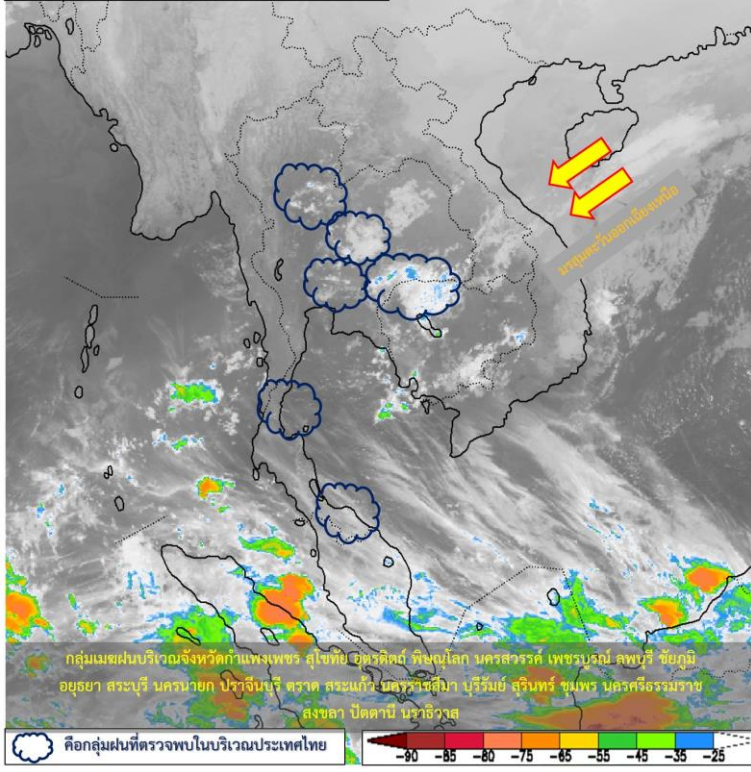 มรสุมตะวันออกเฉียงเหนือ
กลุ่มเมฆฝนบริเวณจังหวัดกำแพงเพชร สุโขทัย อุตรดิตถ์ พิษณุโลก นครสวรรค์ เพชรบูรณ์ ลพบุรี ชัยภูมิ
อยุธยา สระบุรี นครนายก ปราจีนบุรี ตราด สระแก้ว นครราชสีมา บุรีรัมย์ สุรินทร์ ชุมพร นครศรีธรรมราช
สงขลา ปัตตานี นราธิวาส
คือกลุ่มฝนที่ตรวจพบในบริเวณประเทศไทย
-90 -85 -80 -75 -65 -55 -45 -35 -25